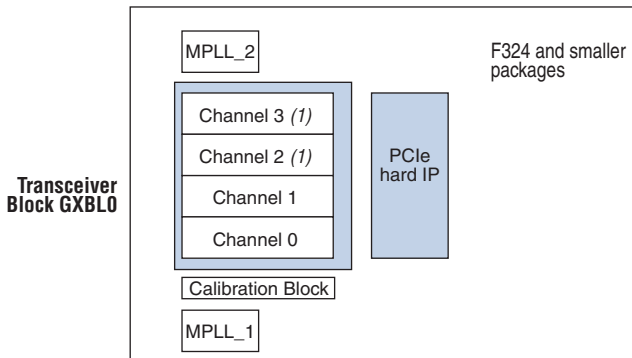 MPLL_2
F324 and smaller
packages
Channel 3 (1)
Channel 2 (1)
Channel 1
Channel 0
PCIe
hard IP
Transceiver
Block GXBL0
Calibration Block
MPLL_1